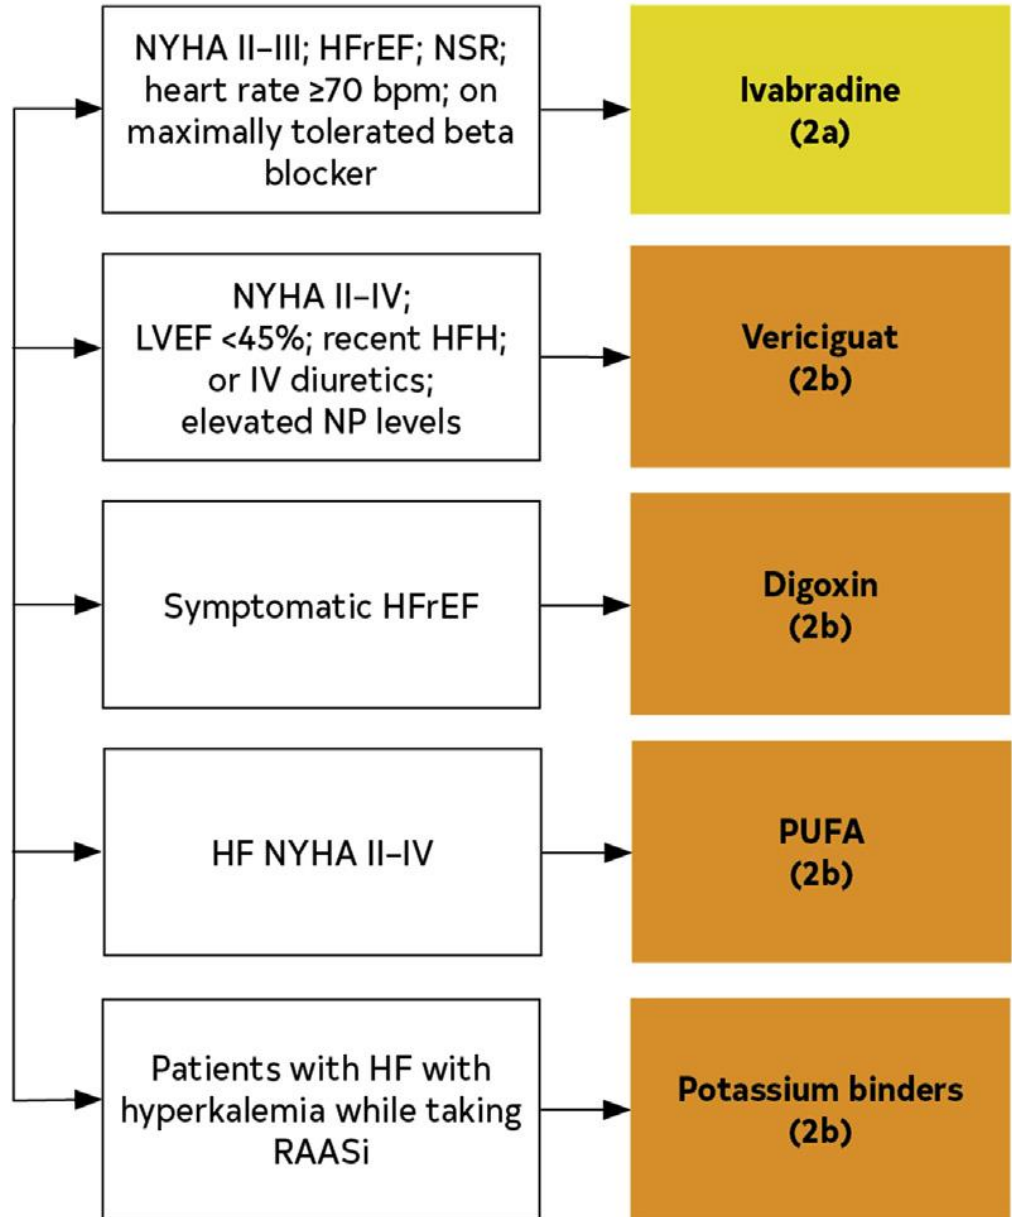 NYHA II–III; HFrEF; NSR;
heart rate ≥70 bpm; on
maximally tolerated beta
blocker
Ivabradine
(2a)
NYHA II–IV;
LVEF <45%; recent HFH;
or IV diuretics;
elevated NP levels
Vericiguat
(2b)
Symptomatic HFrEF
Digoxin
(2b)
HF NYHA II–IV
PUFA
(2b)
Patients with HF with
hyperkalemia while taking
RAASi
Potassium binders
(2b)